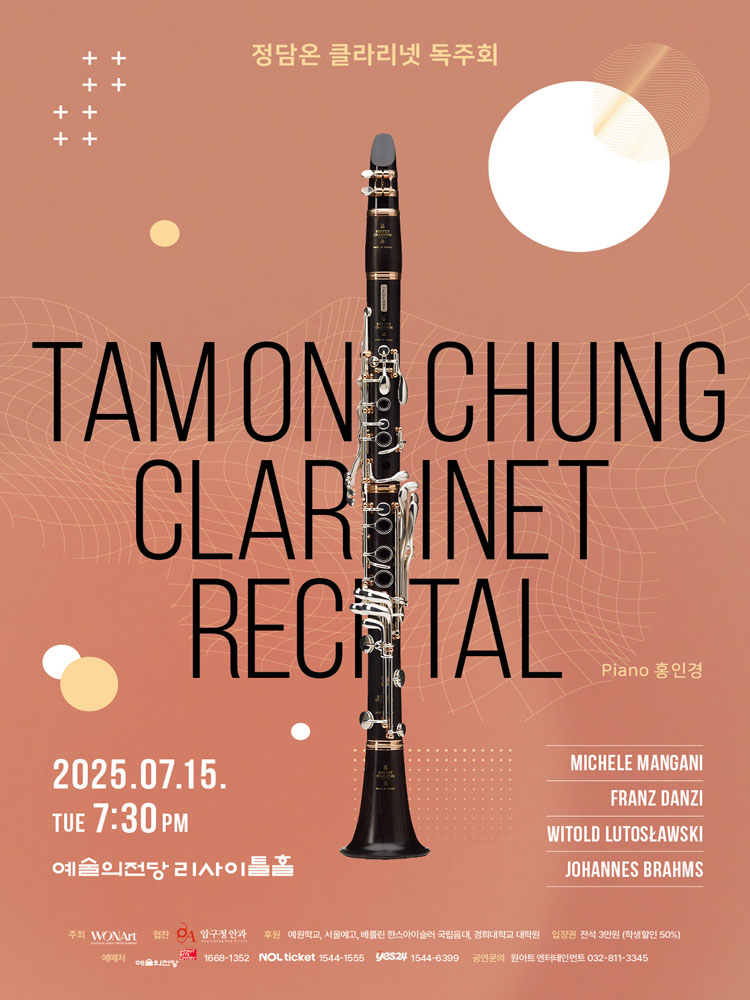 정담온 클라리넷 독주회
TAM ON CHUNG
CLARINET
RECITAL
Piano 홍인경
2025.07.15.
TUE 7:30 PM
예술의전당 리사이틀홀
MICHELE MANGANI
FRANZ DANZI
WITOLD LUTOSŁAWSKI
JOHANNES BRAHMS
주최 WONArt 협찬 압구정안과 후원 예원학교, 서울예고, 베를린 한스아이슬러 국립음대, 경희대학교 대학원 입장권 전석 3만원 (학생할인 50%)
예매처 예술의전당 1668-1352 NOL ticket 1544-1555 yes24 1544-6399 공연문의 원아트 엔터테인먼트 032-811-3345